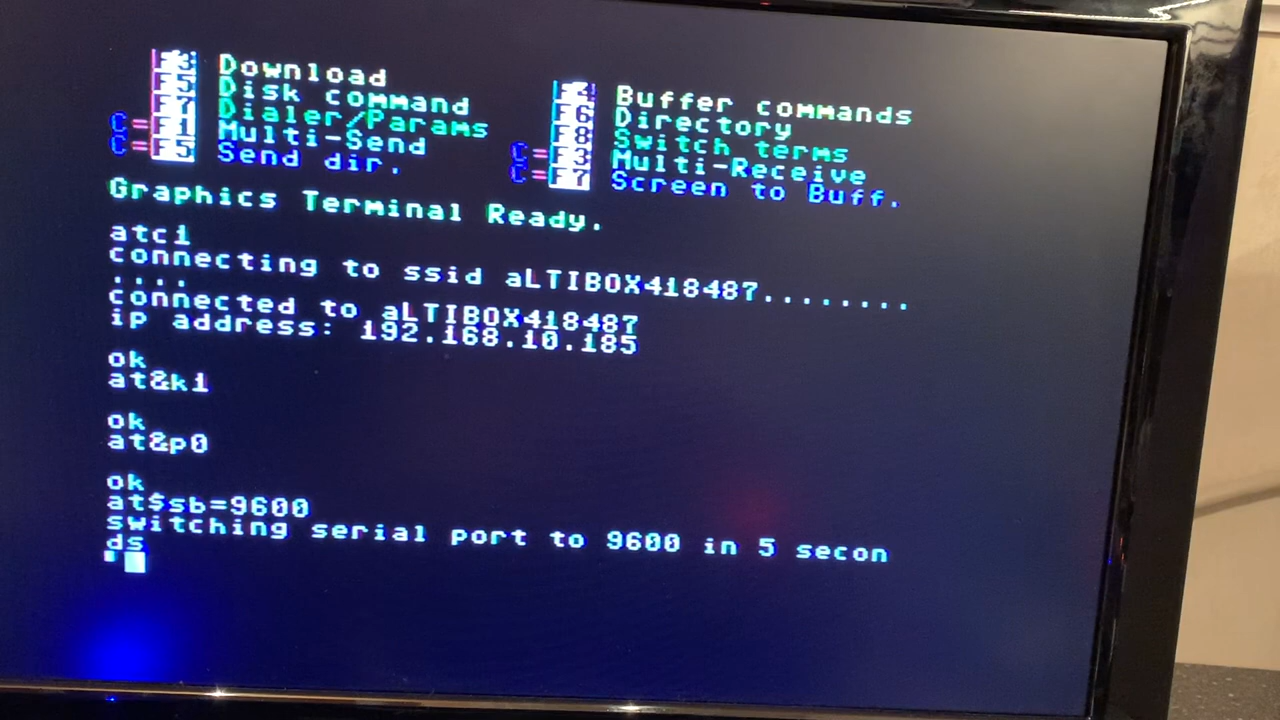 F3 Download
F5 Disk command
F7 Dialer/Params
C=F1 Multi-Send
C=F5 Send dir.
F4 Buffer commands
F6 Directory
F8 Switch terms
C=F3 Multi-Receive
C=F7 Screen to Buff.
Graphics Terminal Ready.
atc1
connecting to ssid aLTIBOX418487........
....
connected to aLTIBOX418487
ip address: 192.168.10.185
ok
at&k1
ok
at&p0
ok
at$sb=9600
switching serial port to 9600 in 5 secon
ds